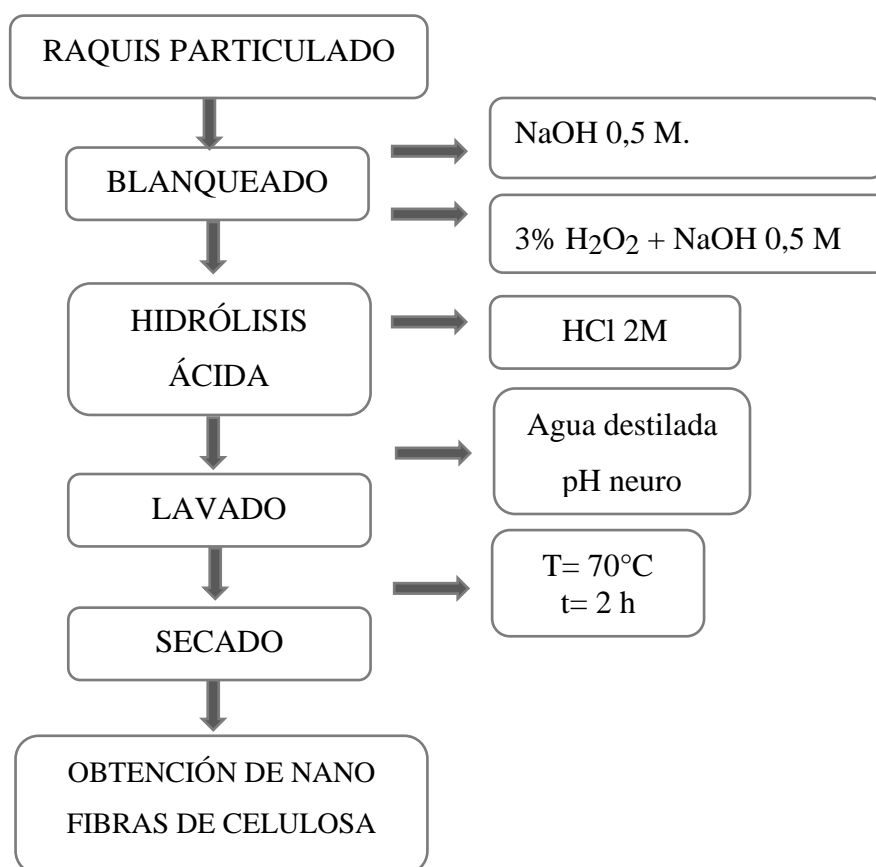 RAQUIS PARTICULADO
NaOH 0,5 M.
BLANQUEADO
3% H2O2 + NaOH 0,5 M
HIDRÓLISIS
ÁCIDA
HCl 2M
Agua destilada
pH neuro
LAVADO
T= 70°C
t= 2 h
SECADO
OBTENCIÓN DE NANO
FIBRAS DE CELULOSA